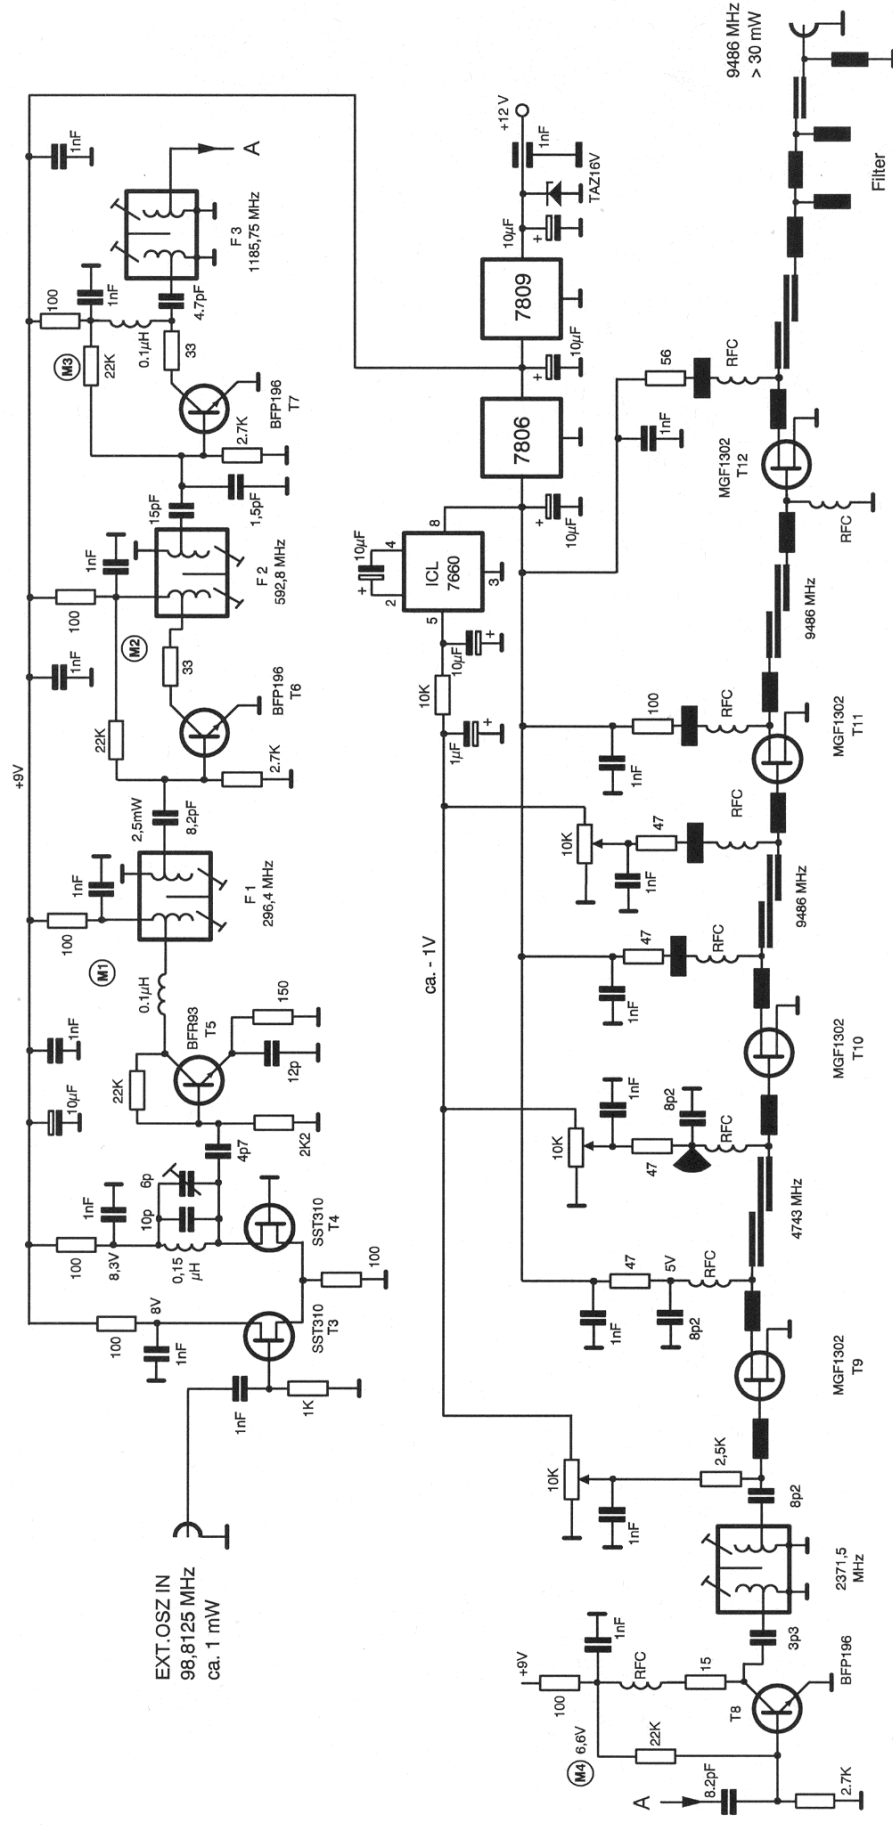 +9V
EXT.OSZ IN
98,8125 MHz
ca. 1 mW
1nF
1K
100
8V
1nF
SST310
T3
100
8,3V
1nF
0,15
µH
10p
6p
SST310
T4
100
10µF
1nF
4p7
2K2
22K
BFR93
T5
12p
150
0.1µH
M1
100
1nF
F1
296,4 MHz
2,5mW
8,2pF
22K
2.7K
1nF
BFP196
T6
33
M2
100
1nF
F2
592,8 MHz
15pF
1,5pF
2.7K
22K
M3
BFP196
T7
33
0.1µH
100
1nF
4.7pF
F3
1185,75 MHz
1nF
A
ca. - 1V
1µF
+
10K
10µF
+
5
2
4
8
3
ICL
7660
10µF
+
10µF
+
7806
10µF
+
7809
10µF
+
TAZ16V
1nF
+12 V
A
8.2pF
2.7K
22K
M4
6,6V
100
+9V
1nF
RFC
15
T8
BFP196
3p3
2371,5
MHz
8p2
2,5K
10K
1nF
MGF1302
T9
1nF
47
5V
8p2
RFC
4743 MHz
10K
1nF
47
8p2
RFC
MGF1302
T10
1nF
47
RFC
9486 MHz
10K
1nF
47
RFC
MGF1302
T11
1nF
100
RFC
9486 MHz
RFC
MGF1302
T12
1nF
56
RFC
Filter
9486 MHz
> 30 mW